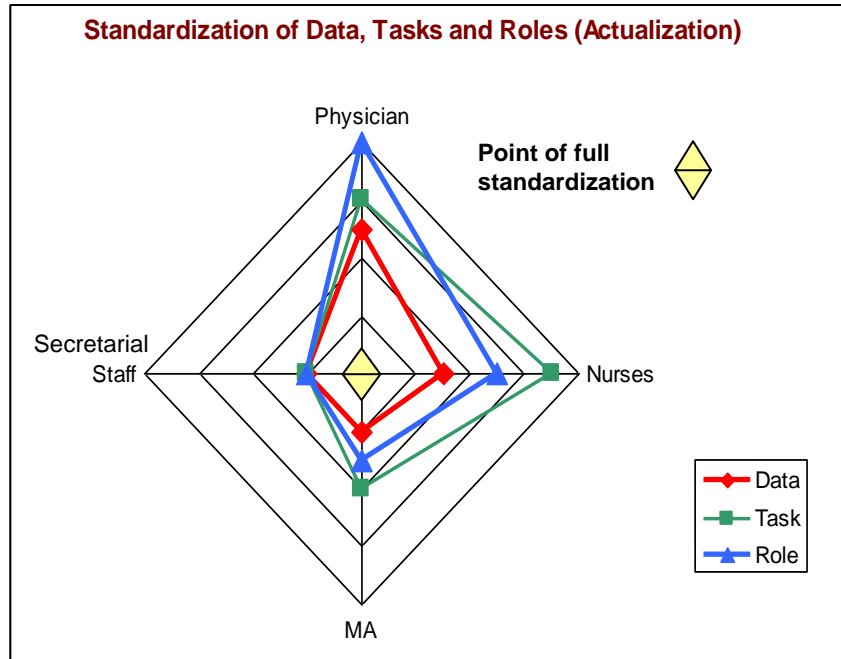 Standardization of Data, Tasks and Roles (Actualization)
Physician
Point of full
standardization
Secretarial
Staff
Nurses
Data
Task
Role
MA